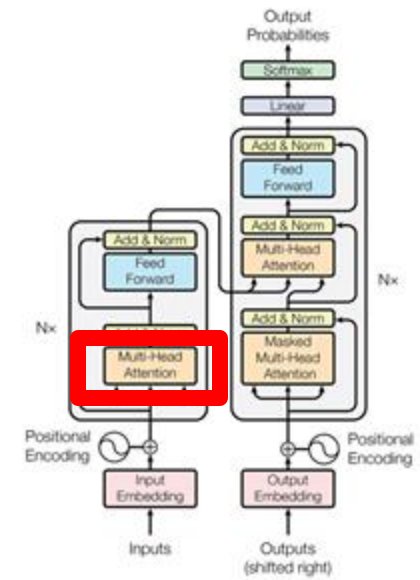 Output
Probabilities
Softmax
Linear
Add & Norm
Feed
Forward
Add & Norm
Multi-Head
Attention
Add & Norm
Masked
Multi-Head
Attention
Nx
Add & Norm
Feed
Forward
Nx
Multi-Head
Attention
Positional
Encoding
Positional
Encoding
Input
Embedding
Output
Embedding
Inputs
Outputs
(shifted right)